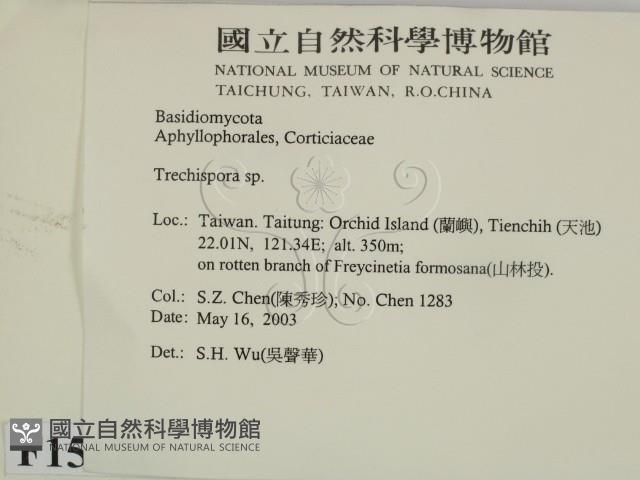 國立自然科學博物館
NATIONAL MUSEUM OF NATURAL SCIENCE
TAICHUNG, TAIWAN, R.O.CHINA
Basidiomycota
Aphyllophorales, Corticiaceae
Trechispora sp.
Loc.: Taiwan. Taitung: Orchid Island (蘭嶼), Tienchih (天池)
22.01N, 121.34E; alt. 350m;
on rotten branch of Freycinetia formosana(山林投).
Col.: S.Z. Chen(陳秀珍); No. Chen 1283
Date: May 16, 2003
Det.: S.H. Wu(吳聲華)
國立自然科學博物館
NATIONAL MUSEUM OF NATURAL SCIENCE
F15